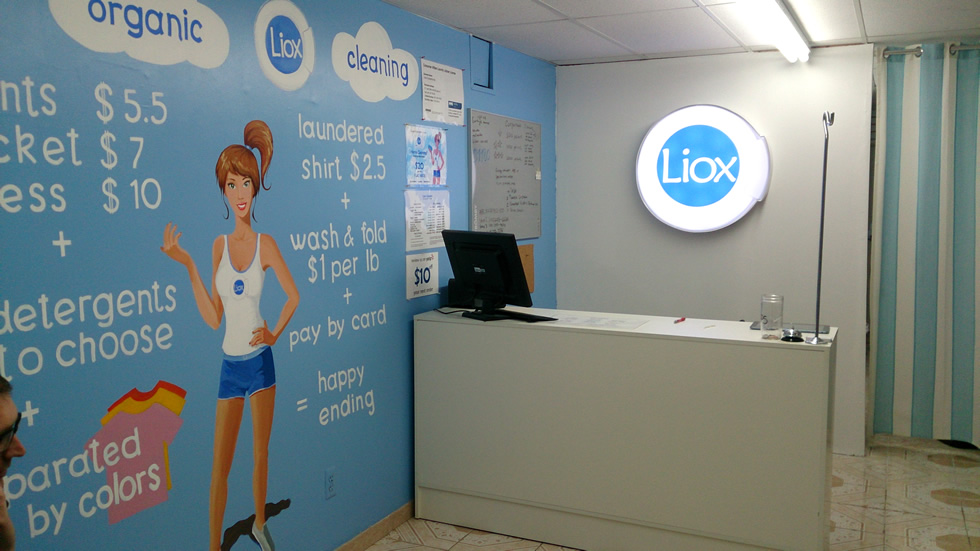 organic
Liox
cleaning
nts $5.5
cket $7
ess $10
+
detergents
to choose
+
parated
by colors
laundered
shirt $2.5
+
wash & fold
$1 per lb
+
pay by card
= happy
ending
Liox
$10
Liox